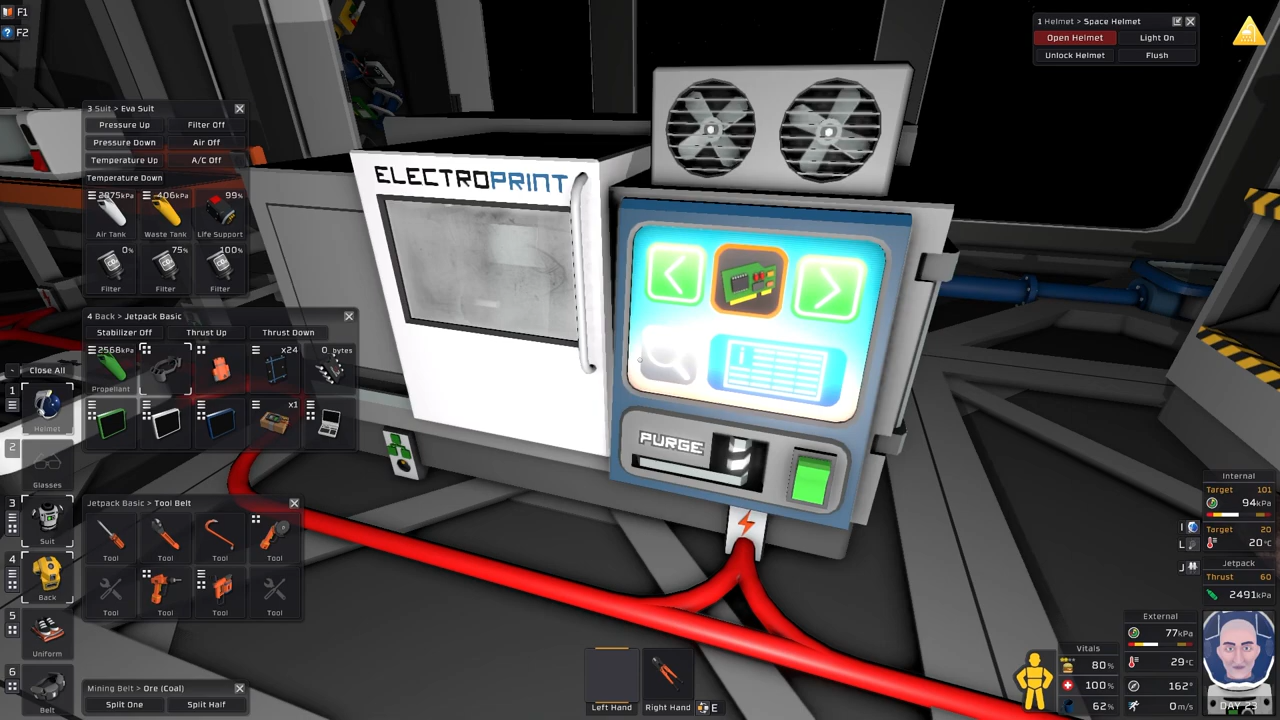 F1
F2
1 Helmet > Space Helmet
Open Helmet
Light On
Unlock Helmet
Flush
3 Suit > Eva Suit
Pressure Up
Filter Off
Pressure Down
Air Off
Temperature Up
A/C Off
Temperature Down
2875kPa
-406kPa
99%
Air Tank
Waste Tank
Life Support
0%
75%
100%
Filter
Filter
Filter
ELECTROPRINT
4 Back > Jetpack Basic
Stabilizer Off
Thrust Up
Thrust Down
2568kPa
x24
0 bytes
Propellant
x1
Close All
1
Helmet
2
Glasses
3
Suit
4
Back
5
Uniform
6
Belt
PURGE
Jetpack Basic > Tool Belt
Tool
Tool
Tool
Tool
Tool
Tool
Tool
Tool
Mining Belt > Ore (Coal)
Split One
Split Half
Left Hand
Right Hand
E
Internal
Target 101
94kPa
Target 20
20°C
Jetpack
Thrust 60
2491kPa
External
77kPa
29°C
162°
0m/s
Vitals
80%
100%
62%
DAY 23